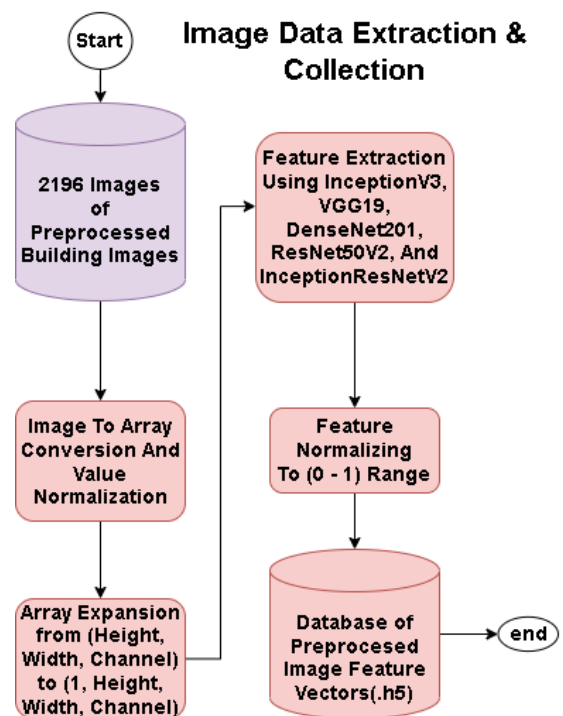 Start
Image Data Extraction &
Collection
2196 Images
of
Preprocessed
Building Images
Image To Array
Conversion And
Value
Normalization
Array Expansion
from (Height,
Width, Channel)
to (1, Height,
Width, Channel)
Feature Extraction
Using InceptionV3,
VGG19,
DenseNet201,
ResNet50V2, And
InceptionResNetV2
Feature
Normalizing
To (0 - 1) Range
Database of
Preprocesed
Image Feature
Vectors(.h5)
end